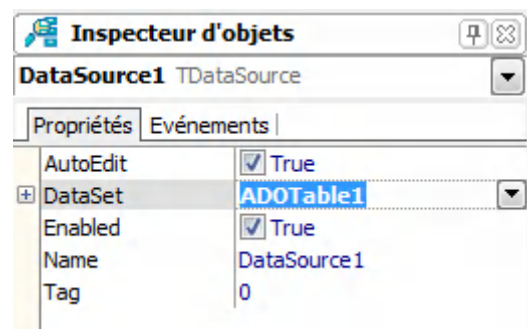 Inspecteur d'objets
DataSource1 TDataSource
Propriétés Evénements
AutoEdit True
DataSet ADOTable1
Enabled True
Name DataSource1
Tag 0